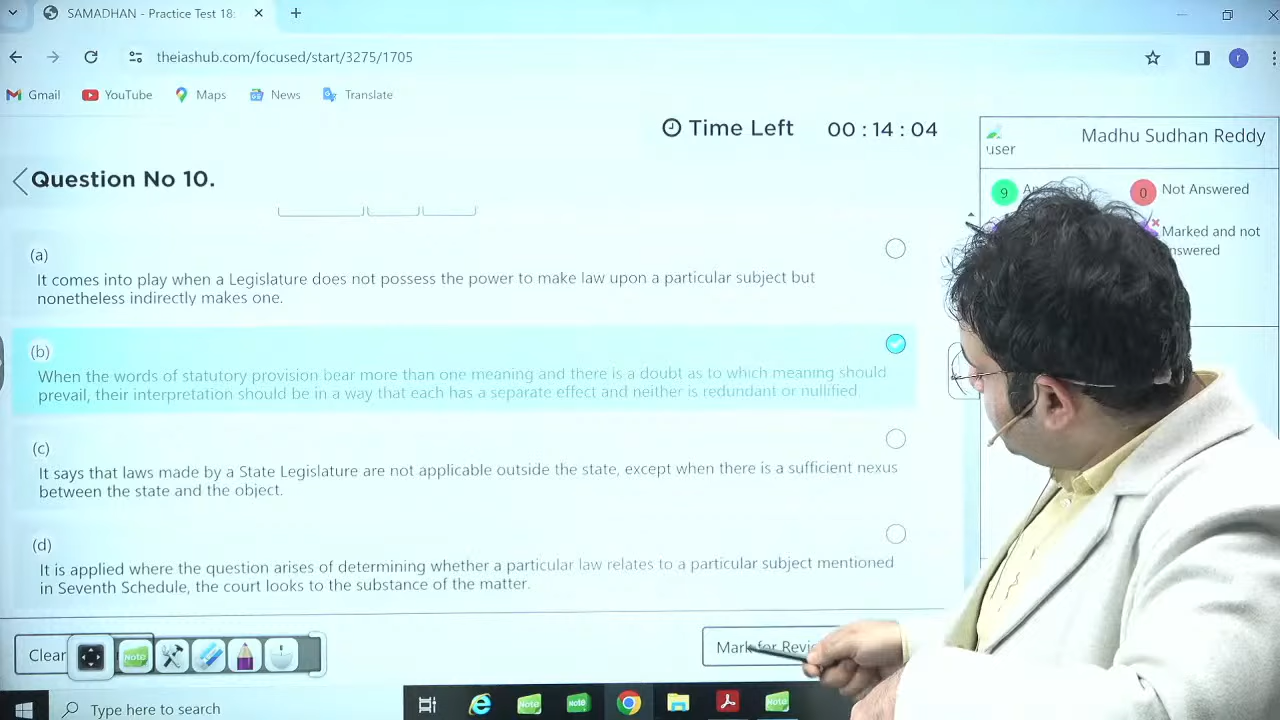 SAMADHAN - Practice Test 18:
theiashub.com/focused/start/3275/1705
Gmail
YouTube
Maps
News
Translate
Time Left 00 : 14 : 04
user
Madhu Sudhan Reddy
Question No 10.
9
0
Not Answered
Marked and not
(a)
It comes into play when a Legislature does not possess the power to make law upon a particular subject but
nonetheless indirectly makes one.
(b)
When the words of statutory provision bear more than one meaning and there is a doubt as to which meaning should
prevail, their interpretation should be in a way that each has a separate effect and neither is redundant or nullified.
(c)
It says that laws made by a State Legislature are not applicable outside the state, except when there is a sufficient nexus
between the state and the object.
(d)
It is applied where the question arises of determining whether a particular law relates to a particular subject mentioned
in Seventh Schedule, the court looks to the substance of the matter.
Clear
Note
Mark for
Type here to search
Note
Note
Note